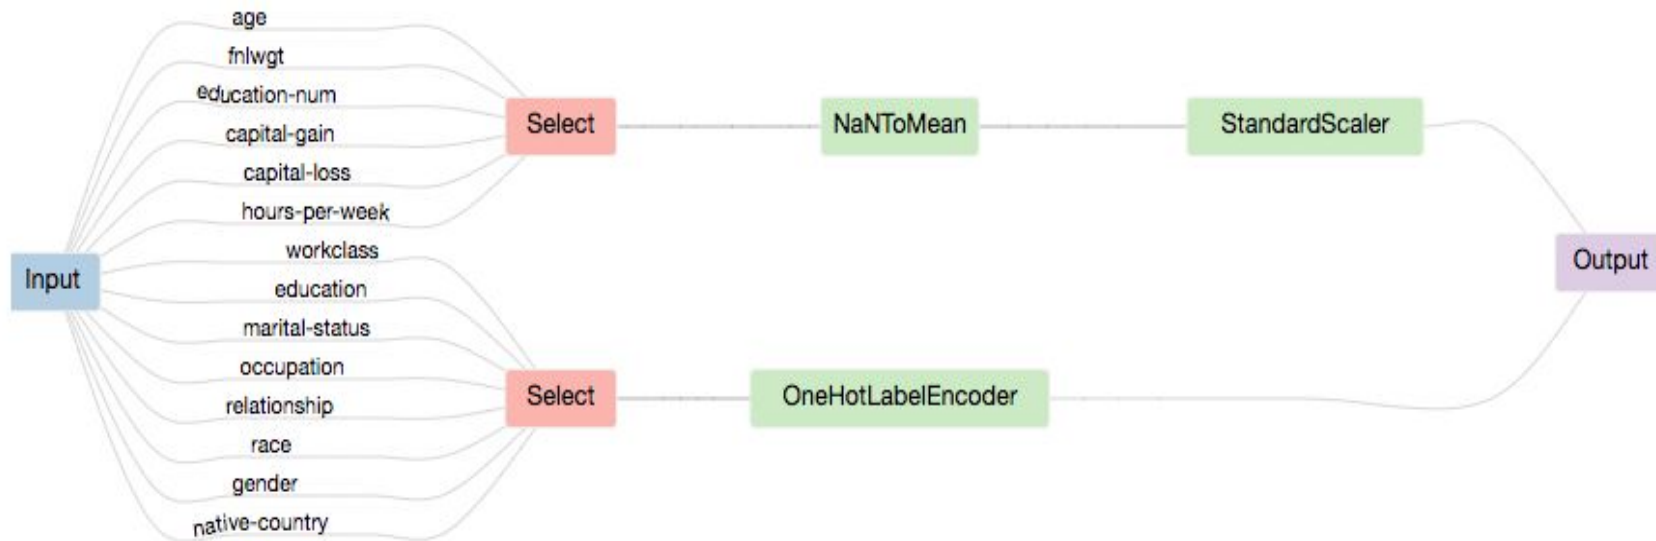 age
fnlwgt
education-num
capital-gain
capital-loss
hours-per-week
workclass
education
marital-status
occupation
relationship
race
gender
native-country
Input
Select
NaNToMean
StandardScaler
Select
OneHotLabelEncoder
Output